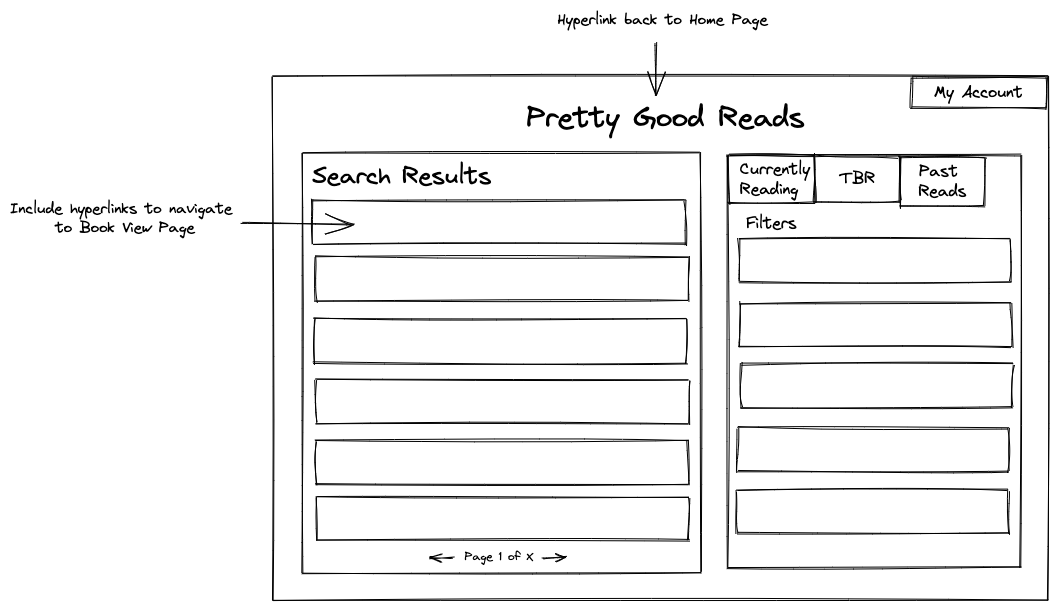 Hyperlink back to Home Page
My Account
Pretty Good Reads
Search Results
Include hyperlinks to navigate
to Book View Page
Currently
Reading
TBR
Past
Reads
Filters
Page 1 of X